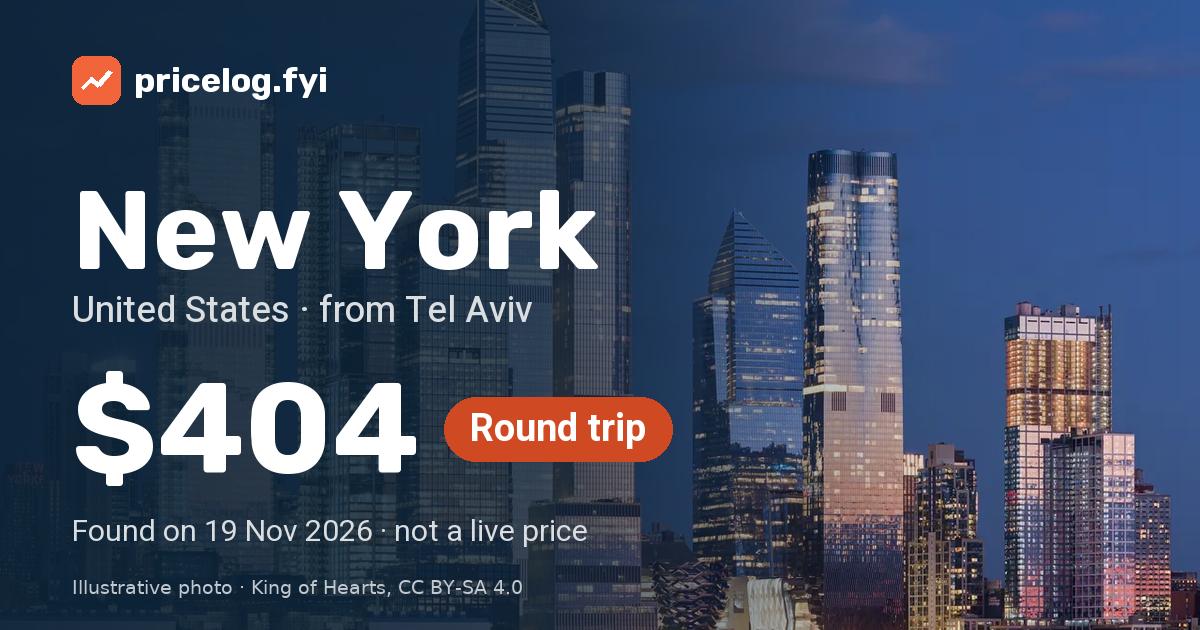 pricelog.fyi
New York
United States · from Tel Aviv
$404 Round trip
Found on 19 Nov 2026 · not a live price
Illustrative photo · King of Hearts, CC BY-SA 4.0